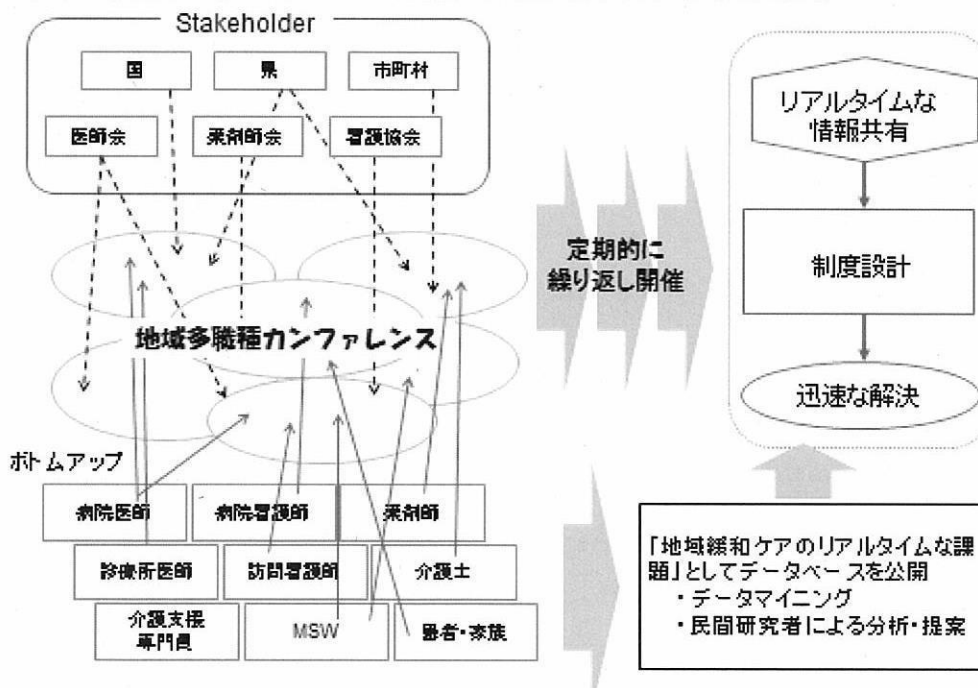 Stakeholder
国
県
市町村
医師会
薬剤師会
看護協会
地域多職種カンファレンス
定期的に
繰り返し開催
リアルタイムな
情報共有
制度設計
迅速な解決
ボトムアップ
病院医師
病院看護師
薬剤師
診療所医師
訪問看護師
介護士
介護支援
専門員
MSW
患者・家族
「地域緩和ケアのリアルタイムな課
題」としてデータベースを公開
・データマイニング
・民間研究者による分析・提案